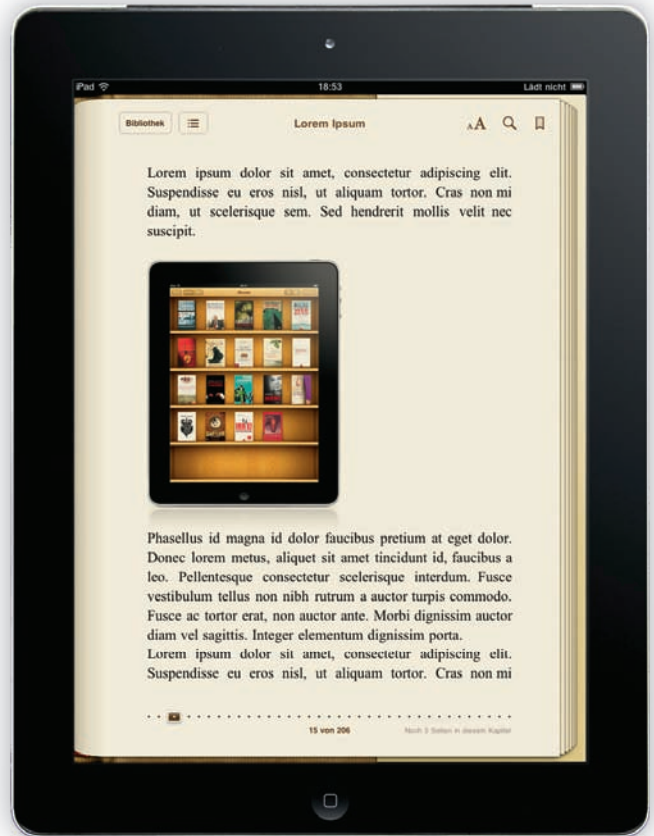 iPad
18:53
Lädt nicht
Bibliothek
Lorem Ipsum
AA
Lorem ipsum dolor sit amet, consectetur adipiscing elit.
Suspendisse eu eros nisl, ut aliquam tortor. Cras non mi
diam, ut scelerisque sem. Sed hendrerit mollis velit nec
suscipit.
Phasellus id magna id dolor faucibus pretium at eget dolor.
Donec lorem metus, aliquet sit amet tincidunt id, faucibus a
leo. Pellentesque consectetur scelerisque interdum. Fusce
vestibulum tellus non nibh rutrum a auctor turpis commodo.
Fusce ac tortor erat, non auctor ante. Morbi dignissim auctor
diam vel sagittis. Integer elementum dignissim porta.
Lorem ipsum dolor sit amet, consectetur adipiscing elit.
Suspendisse eu eros nisl, ut aliquam tortor. Cras non mi
15 von 206
Noch 3 Seiten in diesem Kapitel